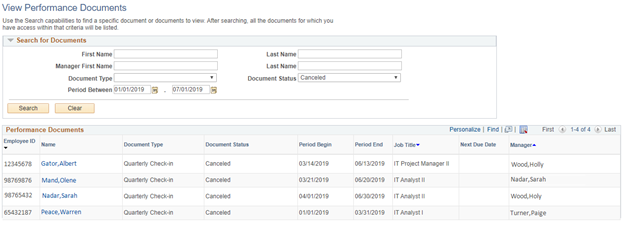 View Performance Documents
Use the Search capabilities to find a specific document or documents to view. After searching, all the documents for which you
have access within that criteria will be listed.
Search for Documents
First Name Last Name
Manager First Name Last Name
Document Type Document Status Canceled
Period Between 01/01/2019 , 07/01/2019
Search Clear
Performance Documents Personalize | Find | First 1-4 of 4 Last
Employee ID Name Document Type Document Status Period Begin Period End Job Title Next Due Date Manager
12345678 Gator,Albert Quarterly Check-in Canceled 03/14/2019 06/13/2019 IT Project Manager II Wood,Holly
98769876 Mand,Olene Quarterly Check-in Canceled 03/21/2019 06/20/2019 IT Analyst II Nadar,Sarah
98765432 Nadar,Sarah Quarterly Check-in Canceled 04/01/2019 06/30/2019 IT Analyst II Wood,Holy
65432187 Peace,Warren Quarterly Check-in Canceled 01/01/2019 03/31/2019 IT Analyst I Turner,Paige